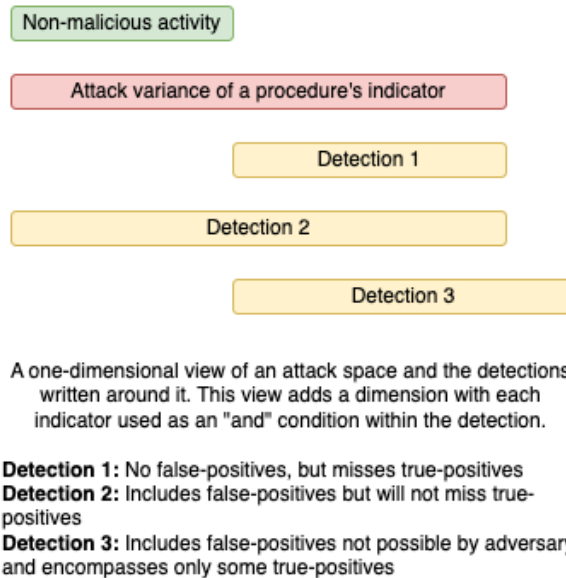 Non-malicious activity
Attack variance of a procedure's indicator
Detection 1
Detection 2
Detection 3
A one-dimensional view of an attack space and the detections
written around it. This view adds a dimension with each
indicator used as an "and" condition within the detection.
Detection 1: No false-positives, but misses true-positives
Detection 2: Includes false-positives but will not miss true-
positives
Detection 3: Includes false-positives not possible by adversary
and encompasses only some true-positives